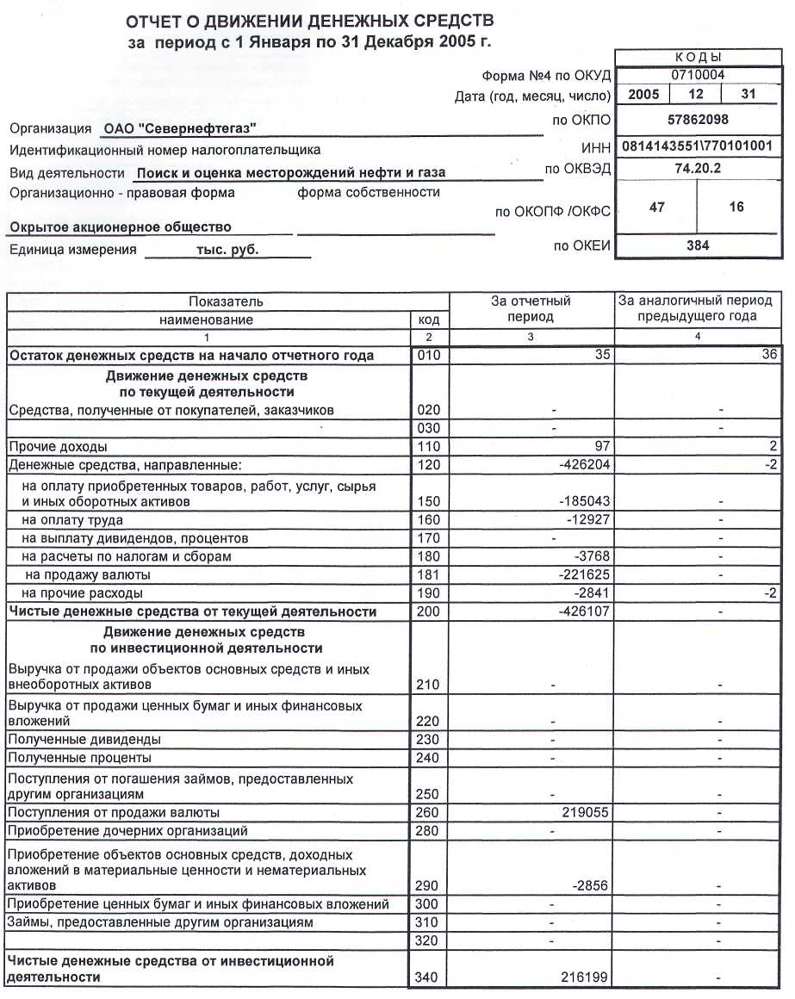 ОТЧЕТ О ДВИЖЕНИИ ДЕНЕЖНЫХ СРЕДСТВ
за период с 1 Января по 31 Декабря 2005 г.
К О Д Ы
Форма №4 по ОКУД 0710004
Дата (год, месяц, число) 2005 12 31
Организация ОАО "Севернефтегаз" по ОКПО 57862098
Идентификационный номер налогоплательщика ИНН 0814143551\770101001
Вид деятельности Поиск и оценка месторождений нефти и газа по ОКВЭД 74.20.2
Организационно - правовая форма форма собственности
по ОКОПФ /ОКФС 47 16
Окрытое акционерное общество
Единица измерения тыс. руб. по ОКЕИ 384
Показатель За отчетный период За аналогичный период предыдущего года
наименование код
1 2 3 4
Остаток денежных средств на начало отчетного года 010 35 36
Движение денежных средств
по текущей деятельности
Средства, полученные от покупателей, заказчиков 020 - -
030 - -
Прочие доходы 110 97 2
Денежные средства, направленные: 120 -426204 -2
на оплату приобретенных товаров, работ, услуг, сырья
и иных оборотных активов 150 -185043 -
на оплату труда 160 -12927 -
на выплату дивидендов, процентов 170 - -
на расчеты по налогам и сборам 180 -3768 -
на продажу валюты 181 -221625 -
на прочие расходы 190 -2841 -2
Чистые денежные средства от текущей деятельности 200 -426107 -
Движение денежных средств
по инвестиционной деятельности
Выручка от продажи объектов основных средств и иных
внеоборотных активов 210 - -
Выручка от продажи ценных бумаг и иных финансовых
вложений 220 - -
Полученные дивиденды 230 - -
Полученные проценты 240 - -
Поступления от погашения займов, предоставленных
другим организациям 250 - -
Поступления от продажи валюты 260 219055 -
Приобретение дочерних организаций 280 - -
Приобретение объектов основных средств, доходных
вложений в материальные ценности и нематериальных
активов 290 -2856 -
Приобретение ценных бумаг и иных финансовых вложений 300 - -
Займы, предоставленные другим организациям 310 - -
320 - -
Чистые денежные средства от инвестиционной
деятельности 340 216199 -